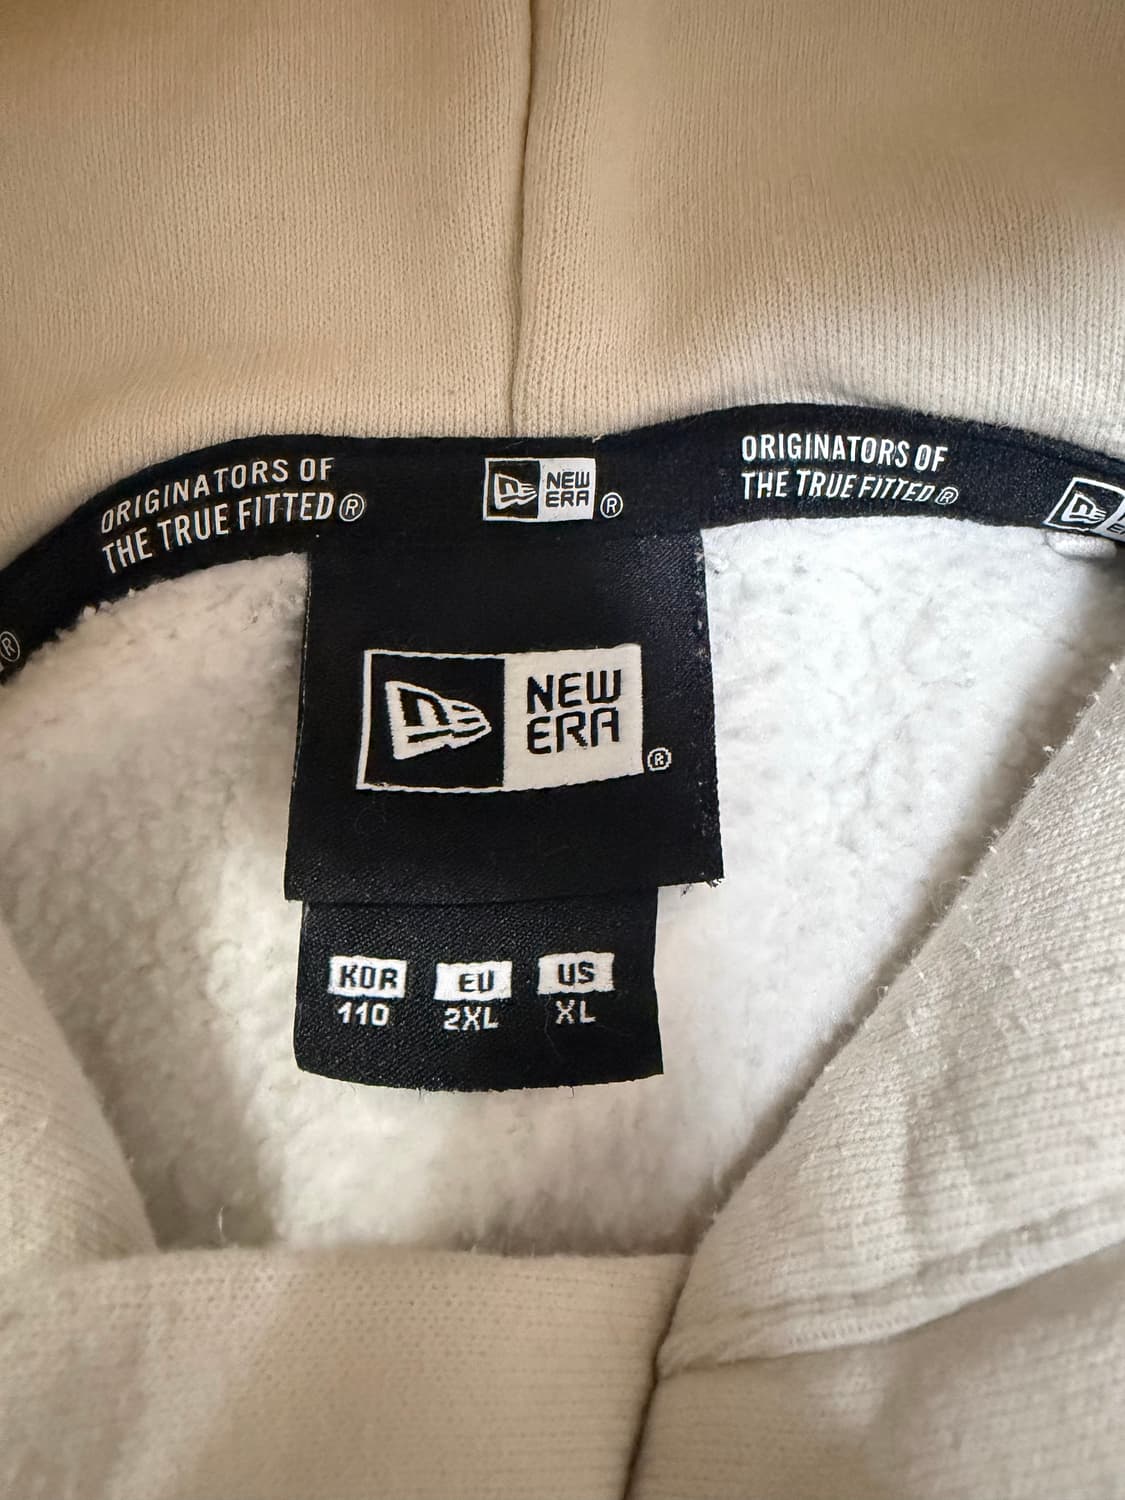 ORIGINATORS OF
THE TRUE FITTED®
NEW
ERA®
ORIGINATORS OF
THE TRUE FITTED®
®
NEW
ERA®
KOR EU US
110 2XL XL